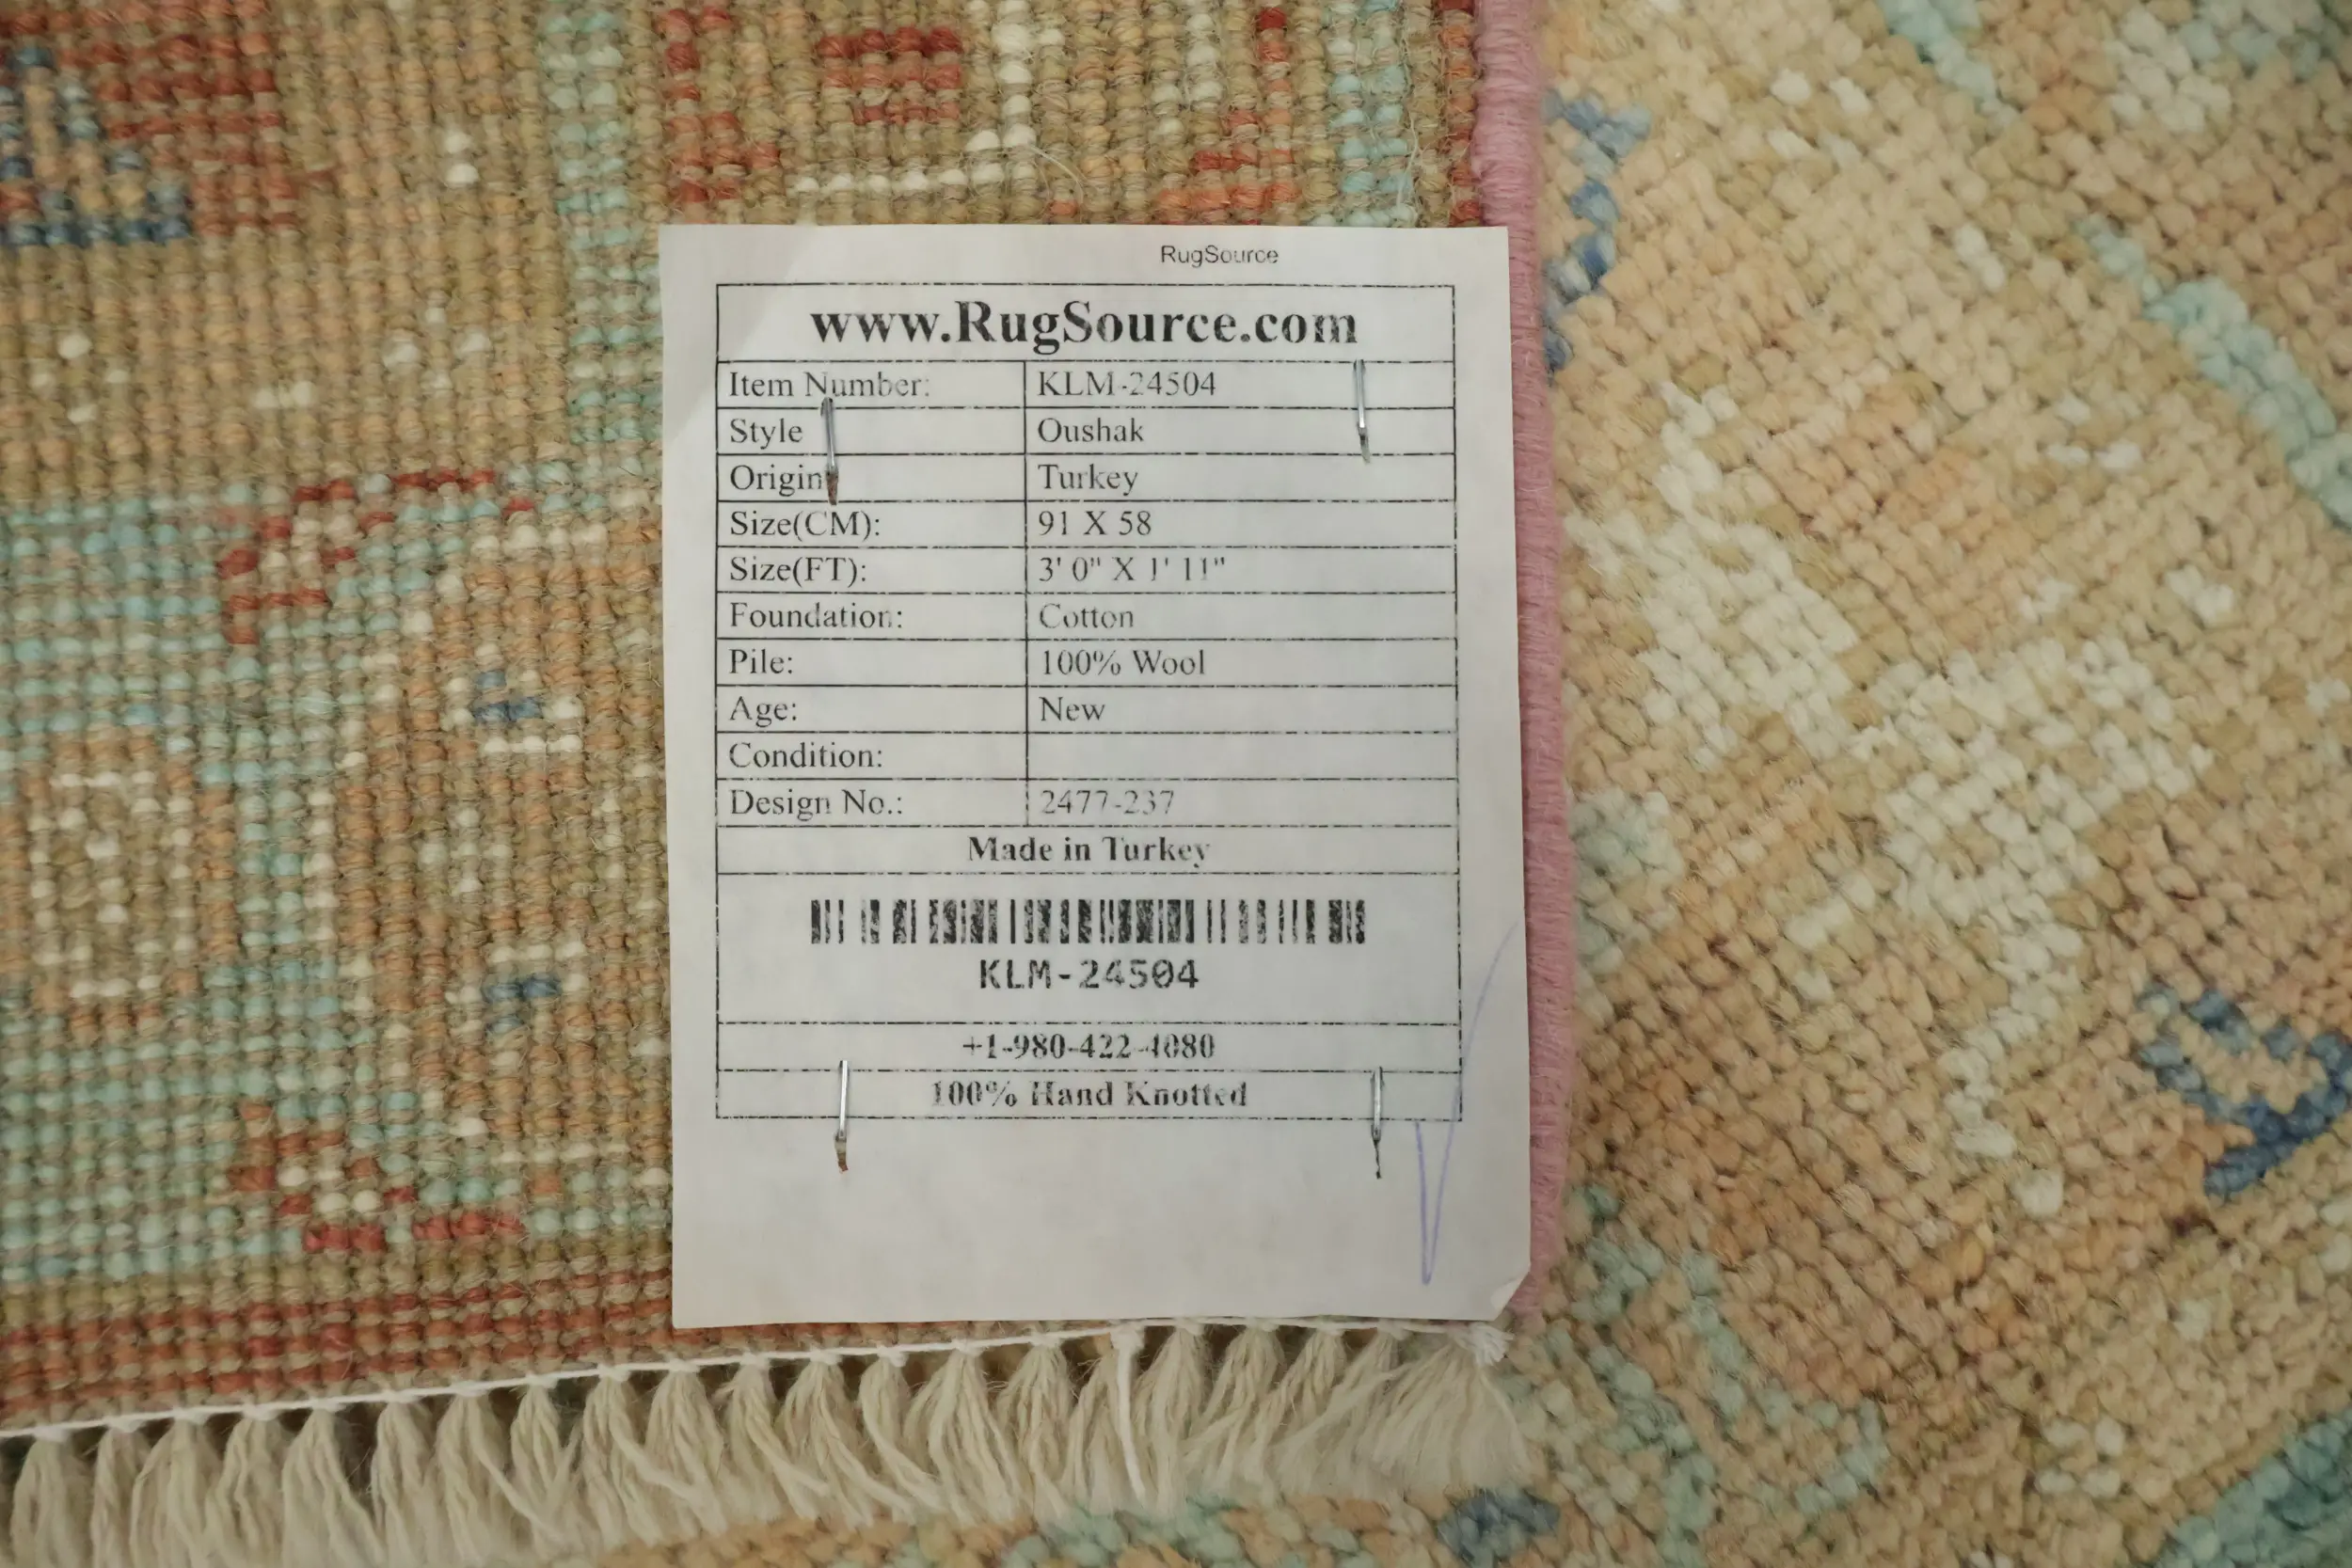 RugSource
www.RugSource.com
Item Number: KLM-24504
Style Oushak
Origin Turkey
Size(CM): 91 X 58
Size(FT): 3' 0" X 1' 11"
Foundation: Cotton
Pile: 100% Wool
Age: New
Condition:
Design No.: 2477-237
Made in Turkey
KLM-24504
+1-980-422-4080
100% Hand Knotted